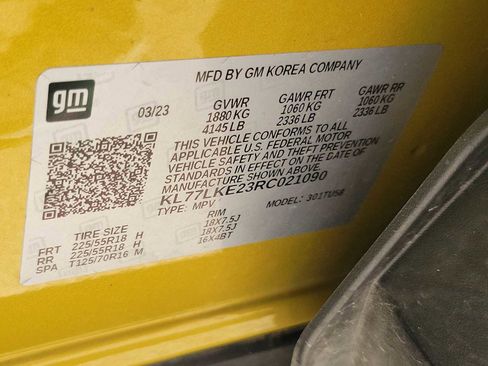 gm
MFD BY GM KOREA COMPANY
03/23 GVWR GAWR FRT GAWR RR
1880 KG 1060 KG 1060 KG
4145 LB 2336 LB 2336 LB
THIS VEHICLE CONFORMS TO ALL
APPLICABLE U.S. FEDERAL MOTOR
VEHICLE SAFETY AND THEFT PREVENTION
STANDARDS IN EFFECT ON THE DATE OF
MANUFACTURE SHOWN ABOVE.
KL77LKE23RC021090
TYPE: MPV MODEL: 301TU58
TIRE SIZE RIM
FRT 225/55R18 H 18X7.5J
RR 225/55R18 H 18X7.5J
SPA T125/70R16 M 16X4BT